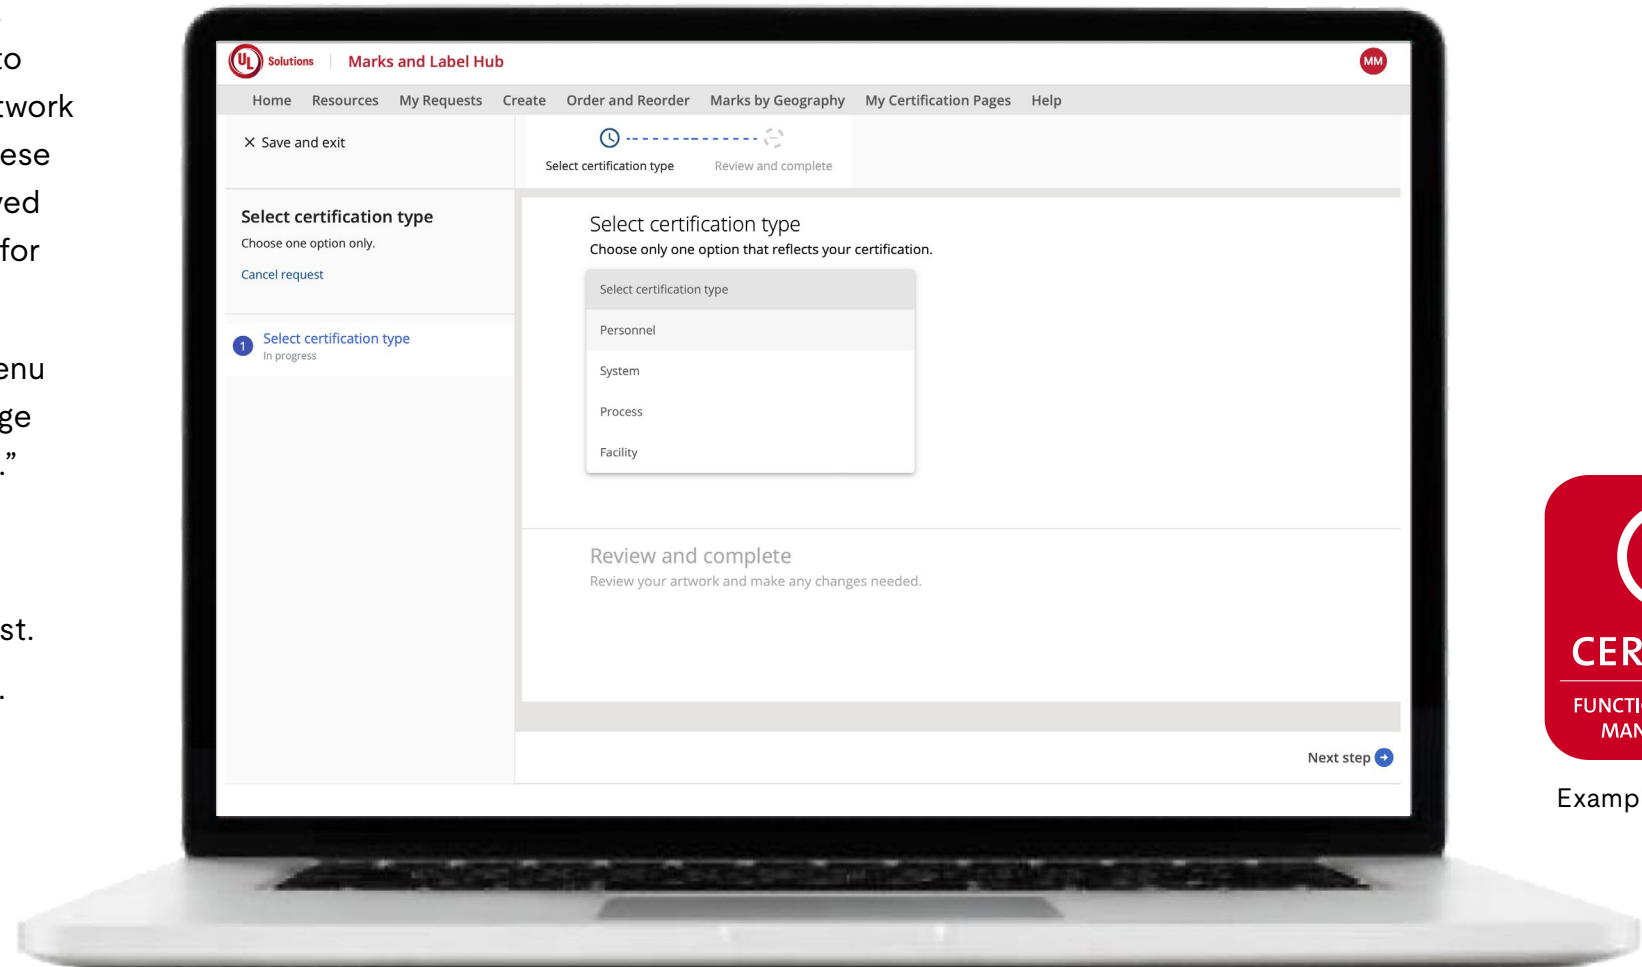 to
twork
ese
ved
for
enu
ge
.”
st.
.
UL Solutions Marks and Label Hub MM
Home Resources My Requests Create Order and Reorder Marks by Geography My Certification Pages Help
× Save and exit
Select certification type Review and complete
Select certification type
Choose one option only.
Cancel request
1 Select certification type
In progress
Select certification type
Choose only one option that reflects your certification.
Select certification type
Personnel
System
Process
Facility
Review and complete
Review your artwork and make any changes needed.
Next step
CER
FUNCTI
MAN
Examp